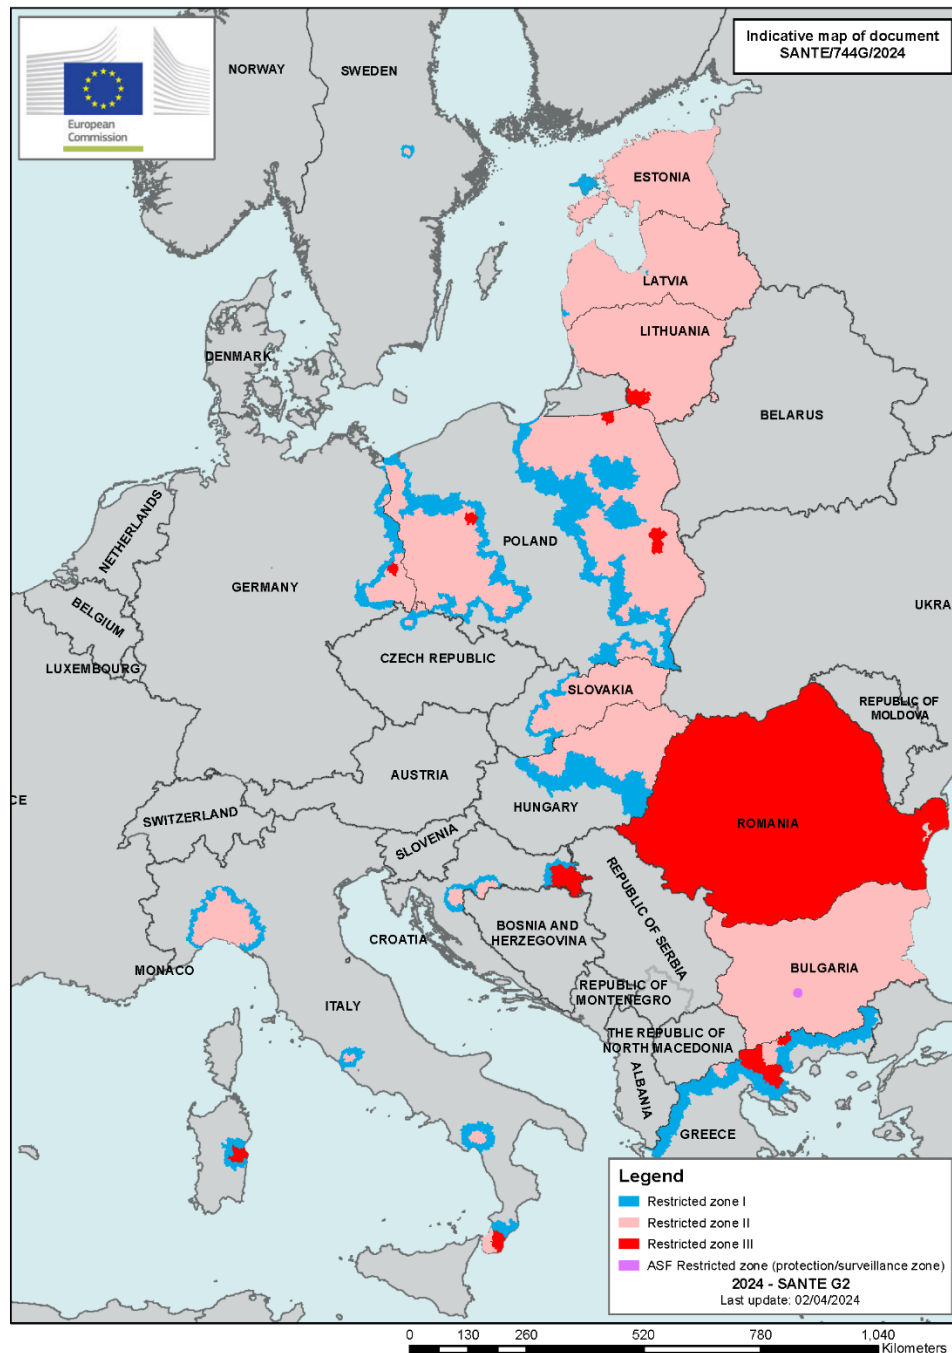 Indicative map of document
SANTE/744G/2024
European
Commission
NORWAY
SWEDEN
ESTONIA
LATVIA
LITHUANIA
DENMARK
BELARUS
NETHERLANDS
POLAND
GERMANY
BELGIUM
UKRA
LUXEMBOURG
CZECH REPUBLIC
SLOVAKIA
REPUBLIC OF
MOLDOVA
AUSTRIA
CE
SWITZERLAND
HUNGARY
ROMANIA
SLOVENIA
REPUBLIC OF SERBIA
BOSNIA AND
HERZEGOVINA
CROATIA
MONACO
BULGARIA
REPUBLIC OF
MONTENEGRO
ITALY
THE REPUBLIC OF
NORTH MACEDONIA
ALBANIA
GREECE
Legend
Restricted zone I
Restricted zone II
Restricted zone III
ASF Restricted zone (protection/surveillance zone)
2024 - SANTE G2
Last update: 02/04/2024
0 130 260 520 780 1,040
Kilometers